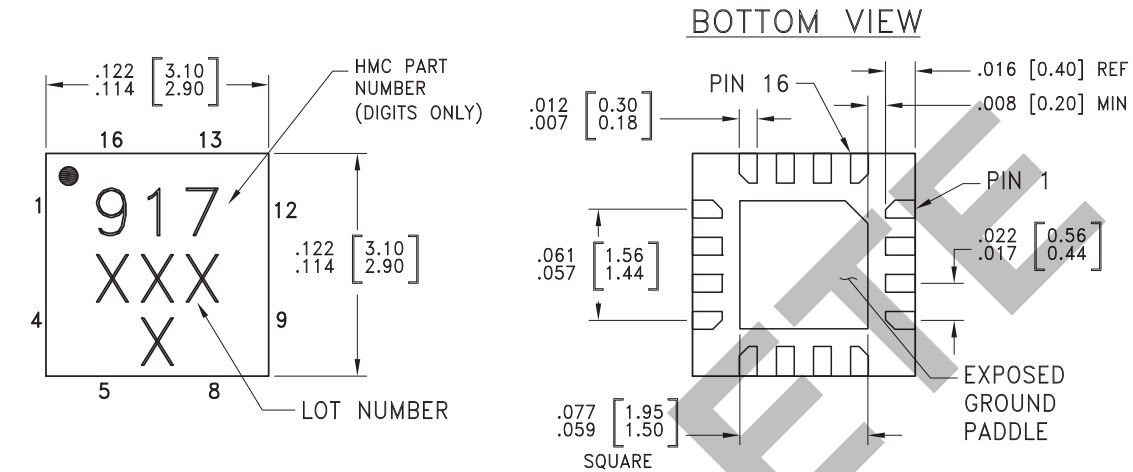 BOTTOM VIEW
.122 [3.10]
.114 [2.90]
HMC PART
NUMBER
(DIGITS ONLY)
16 13
1
917
12
XXX
4
X
9
5 8
.122 [3.10]
.114 [2.90]
LOT NUMBER
PIN 16
.016 [0.40] REF
.008 [0.20] MIN
.012 [0.30]
.007 [0.18]
PIN 1
.022 [0.56]
.017 [0.44]
.061 [1.56]
.057 [1.44]
EXPOSED
GROUND
PADDLE
.077 [1.95]
.059 [1.50]
SQUARE
ETE